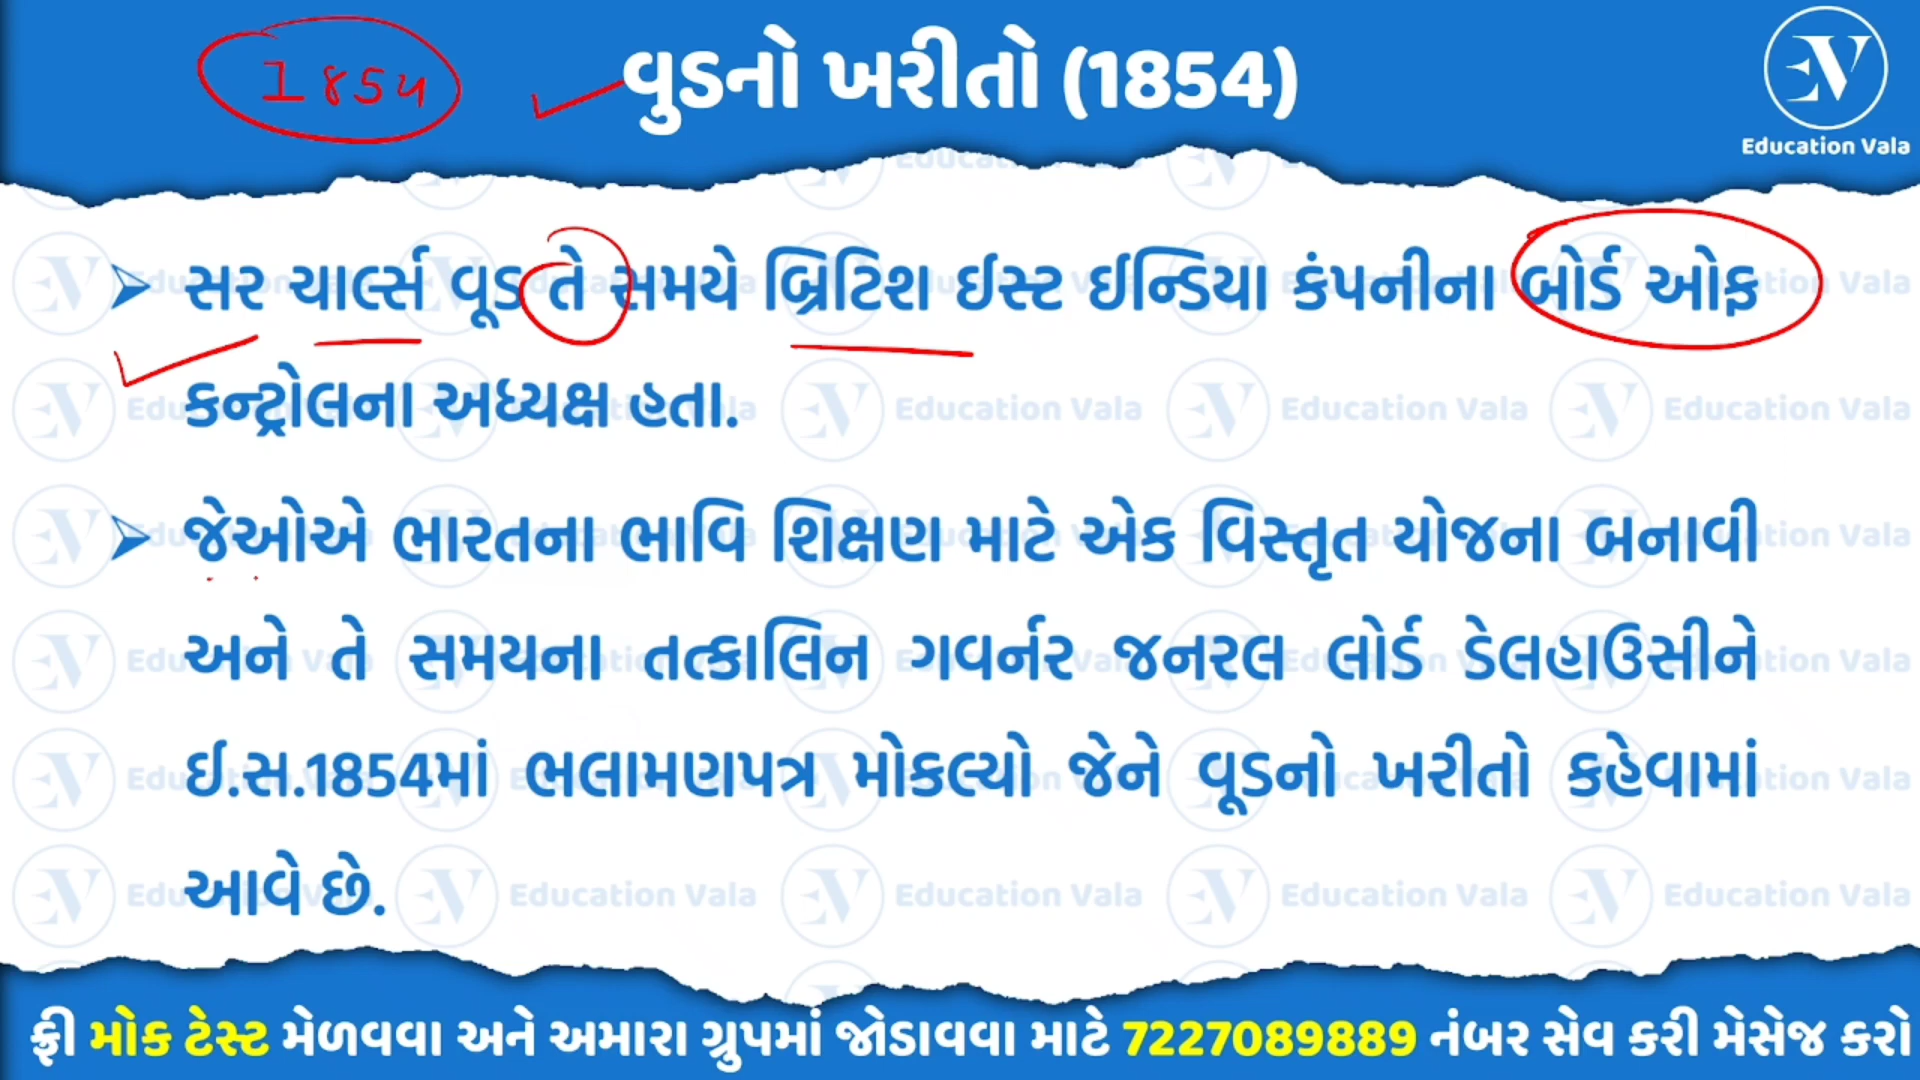 1854
વુડનો ખરીતો (1854)
EV
Education Vala
સર ચાર્લ્સ વૂડ તે સમયે બ્રિટિશ ઈસ્ટ ઈન્ડિયા કંપનીના બોર્ડ ઓફ
કન્ટ્રોલના અધ્યક્ષ હતા.
જેઓએ ભારતના ભાવિ શિક્ષણ માટે એક વિસ્તૃત યોજના બનાવી
અને તે સમયના તત્કાલિન ગવર્નર જનરલ લોર્ડ ડેલહાઉસીને
ઈ.સ.1854માં ભલામણપત્ર મોકલ્યો જેને વૂડનો ખરીતો કહેવામાં
આવે છે.
ફ્રી મોક ટેસ્ટ મેળવવા અને અમારા ગ્રુપમાં જોડાવવા માટે 7227089889 નંબર સેવ કરી મેસેજ કરો